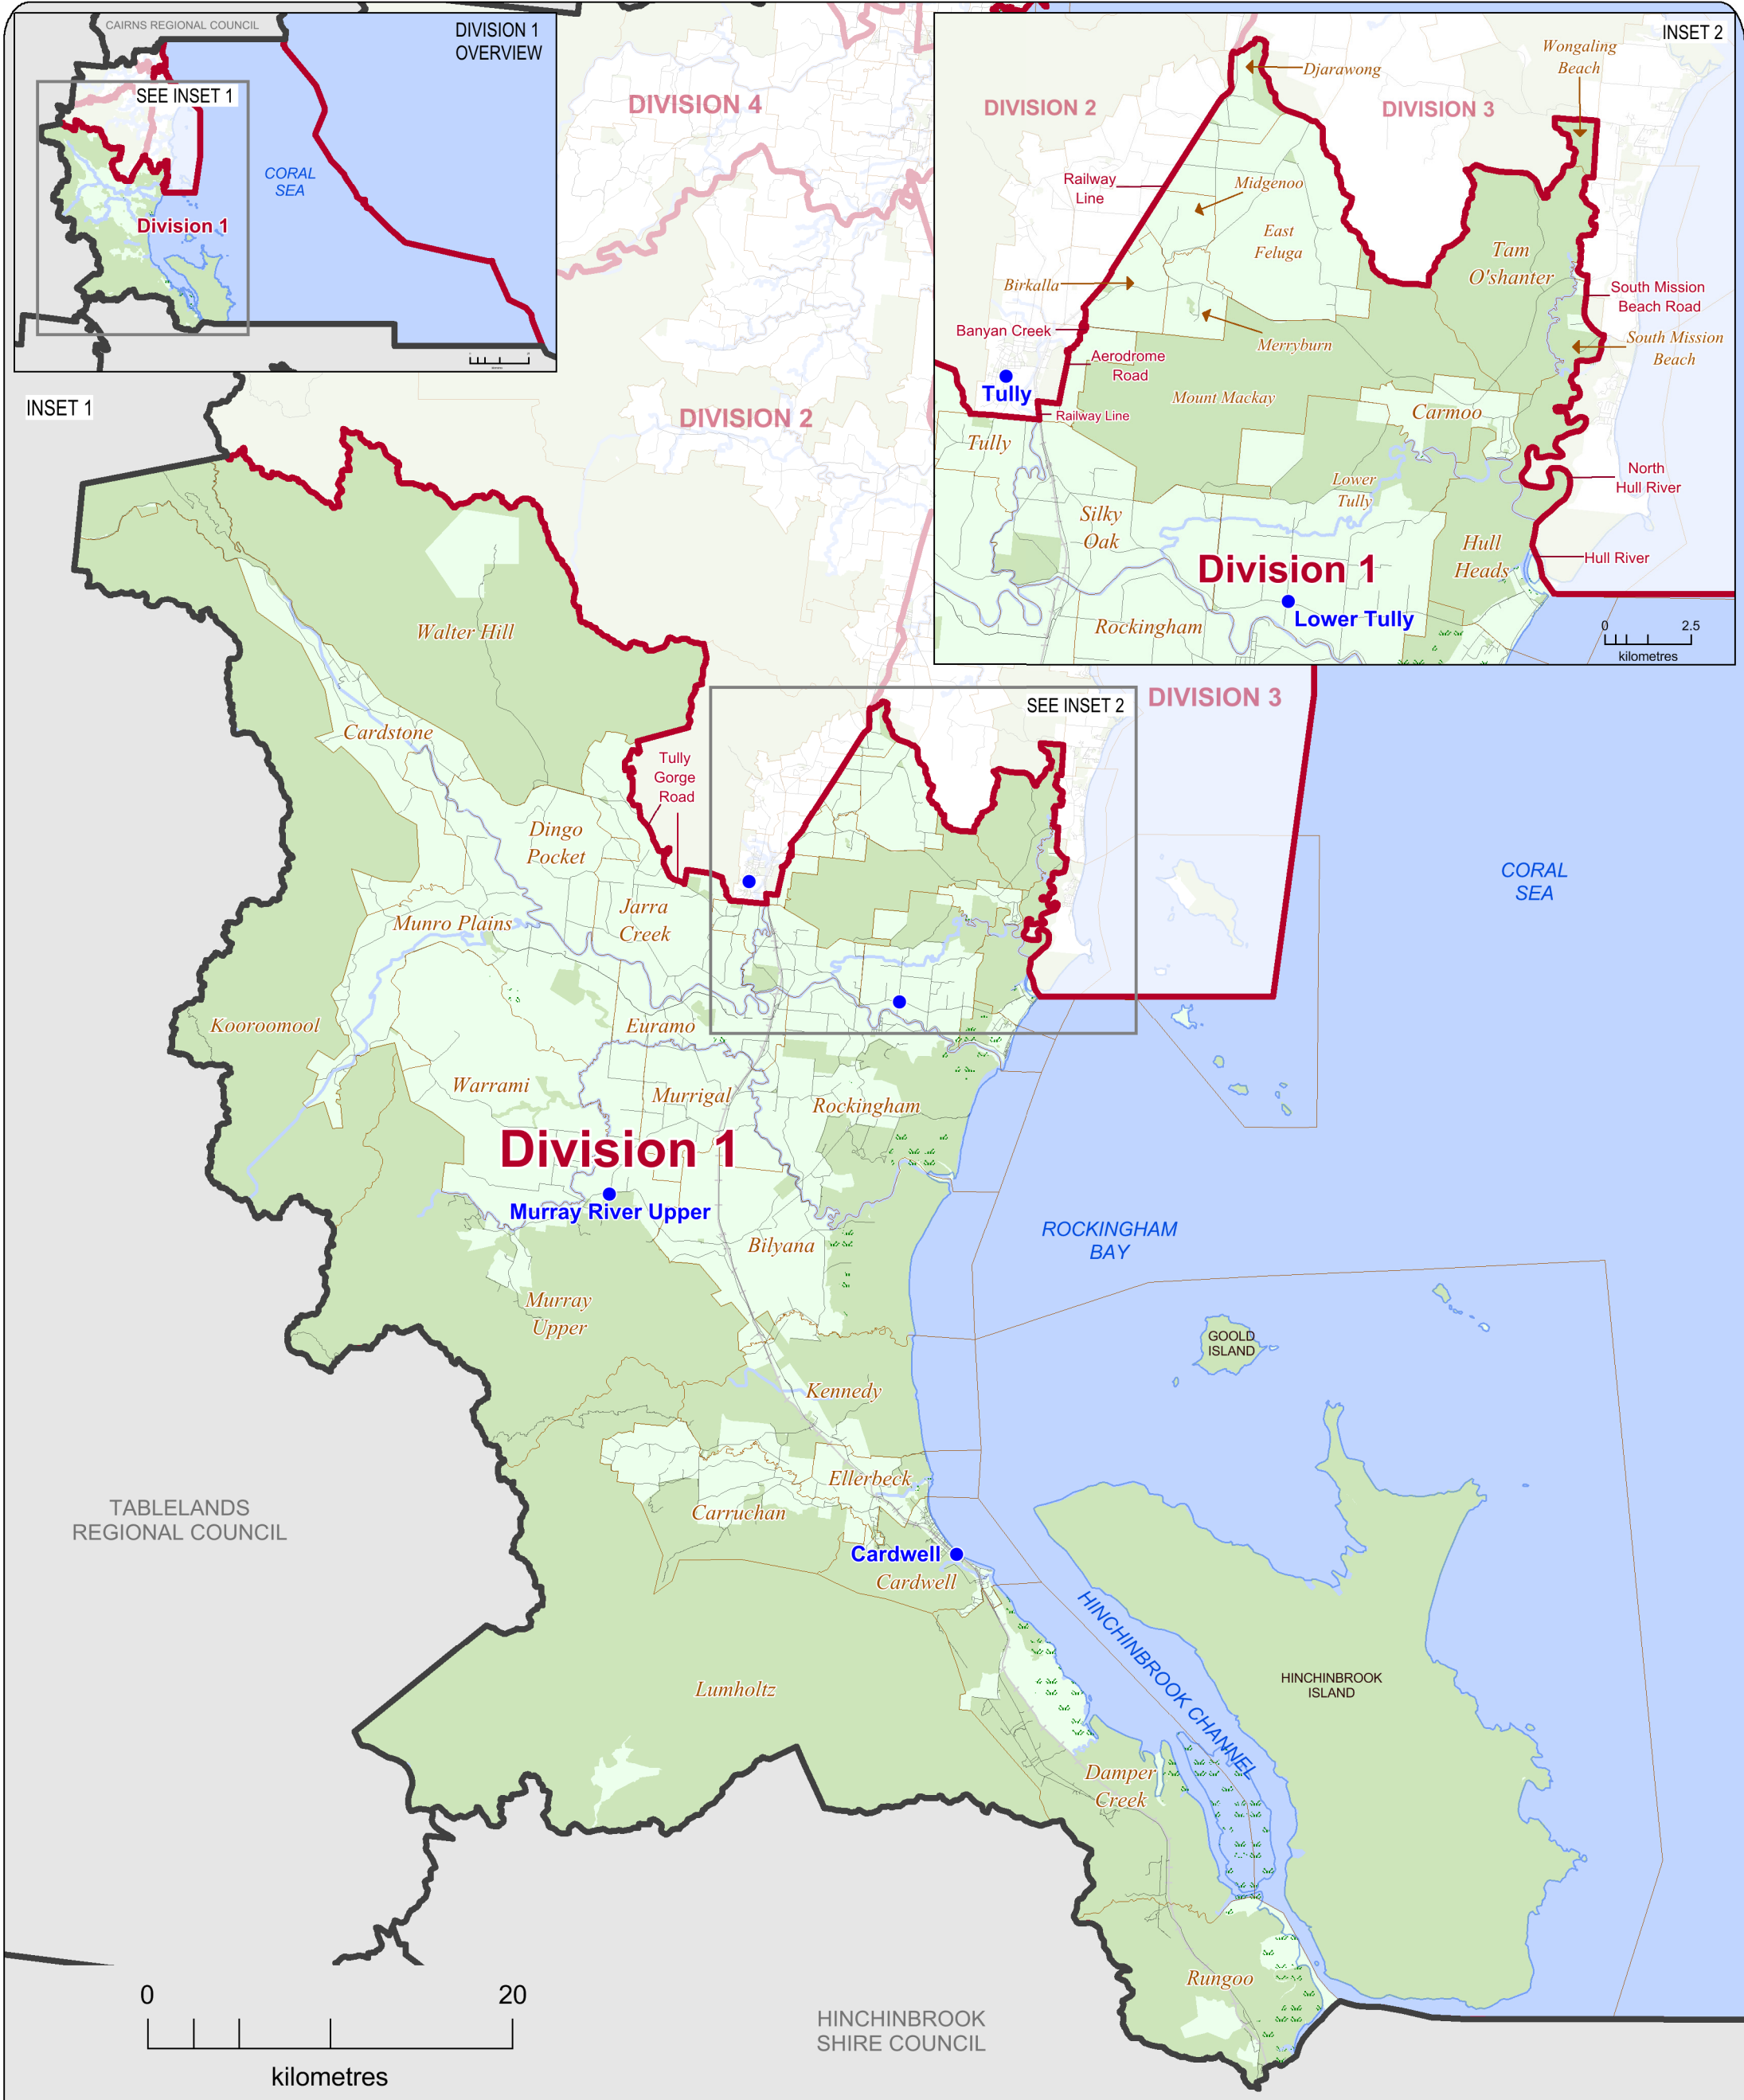 CAIRNS REGIONAL COUNCIL
DIVISION 1
OVERVIEW
SEE INSET 1
CORAL
SEA
Division 1
INSET 2
Wongaling
Beach
Djarawong
DIVISION 2
DIVISION 3
Railway
Line
Midgenoo
East
Feluga
Tam
O'shanter
Birkalla
South Mission
Beach Road
Banyan Creek
Merryburn
South Mission
Beach
Aerodrome
Road
Tully
Mount Mackay
Carmoo
Railway Line
Tully
North
Hull River
Lower
Tully
Silky
Oak
Hull
Heads
Hull River
Division 1
Lower Tully
Rockingham
0 2.5
kilometres
INSET 1
DIVISION 4
DIVISION 2
DIVISION 3
SEE INSET 2
Walter Hill
Cardstone
Tully
Gorge
Road
Dingo
Pocket
Jarra
Creek
Munro Plains
CORAL
SEA
Kooroomool
Euramo
Warrami
Murrigal
Rockingham
Division 1
Murray River Upper
Bilyana
ROCKINGHAM
BAY
Murray
Upper
GOOLD
ISLAND
Kennedy
Ellerbeck
Carruchan
TABLELANDS
REGIONAL COUNCIL
Cardwell
Cardwell
HINCHINBROOK CHANNEL
Lumholtz
HINCHINBROOK
ISLAND
Damper
Creek
Rungoo
0 20
kilometres
HINCHINBROOK
SHIRE COUNCIL